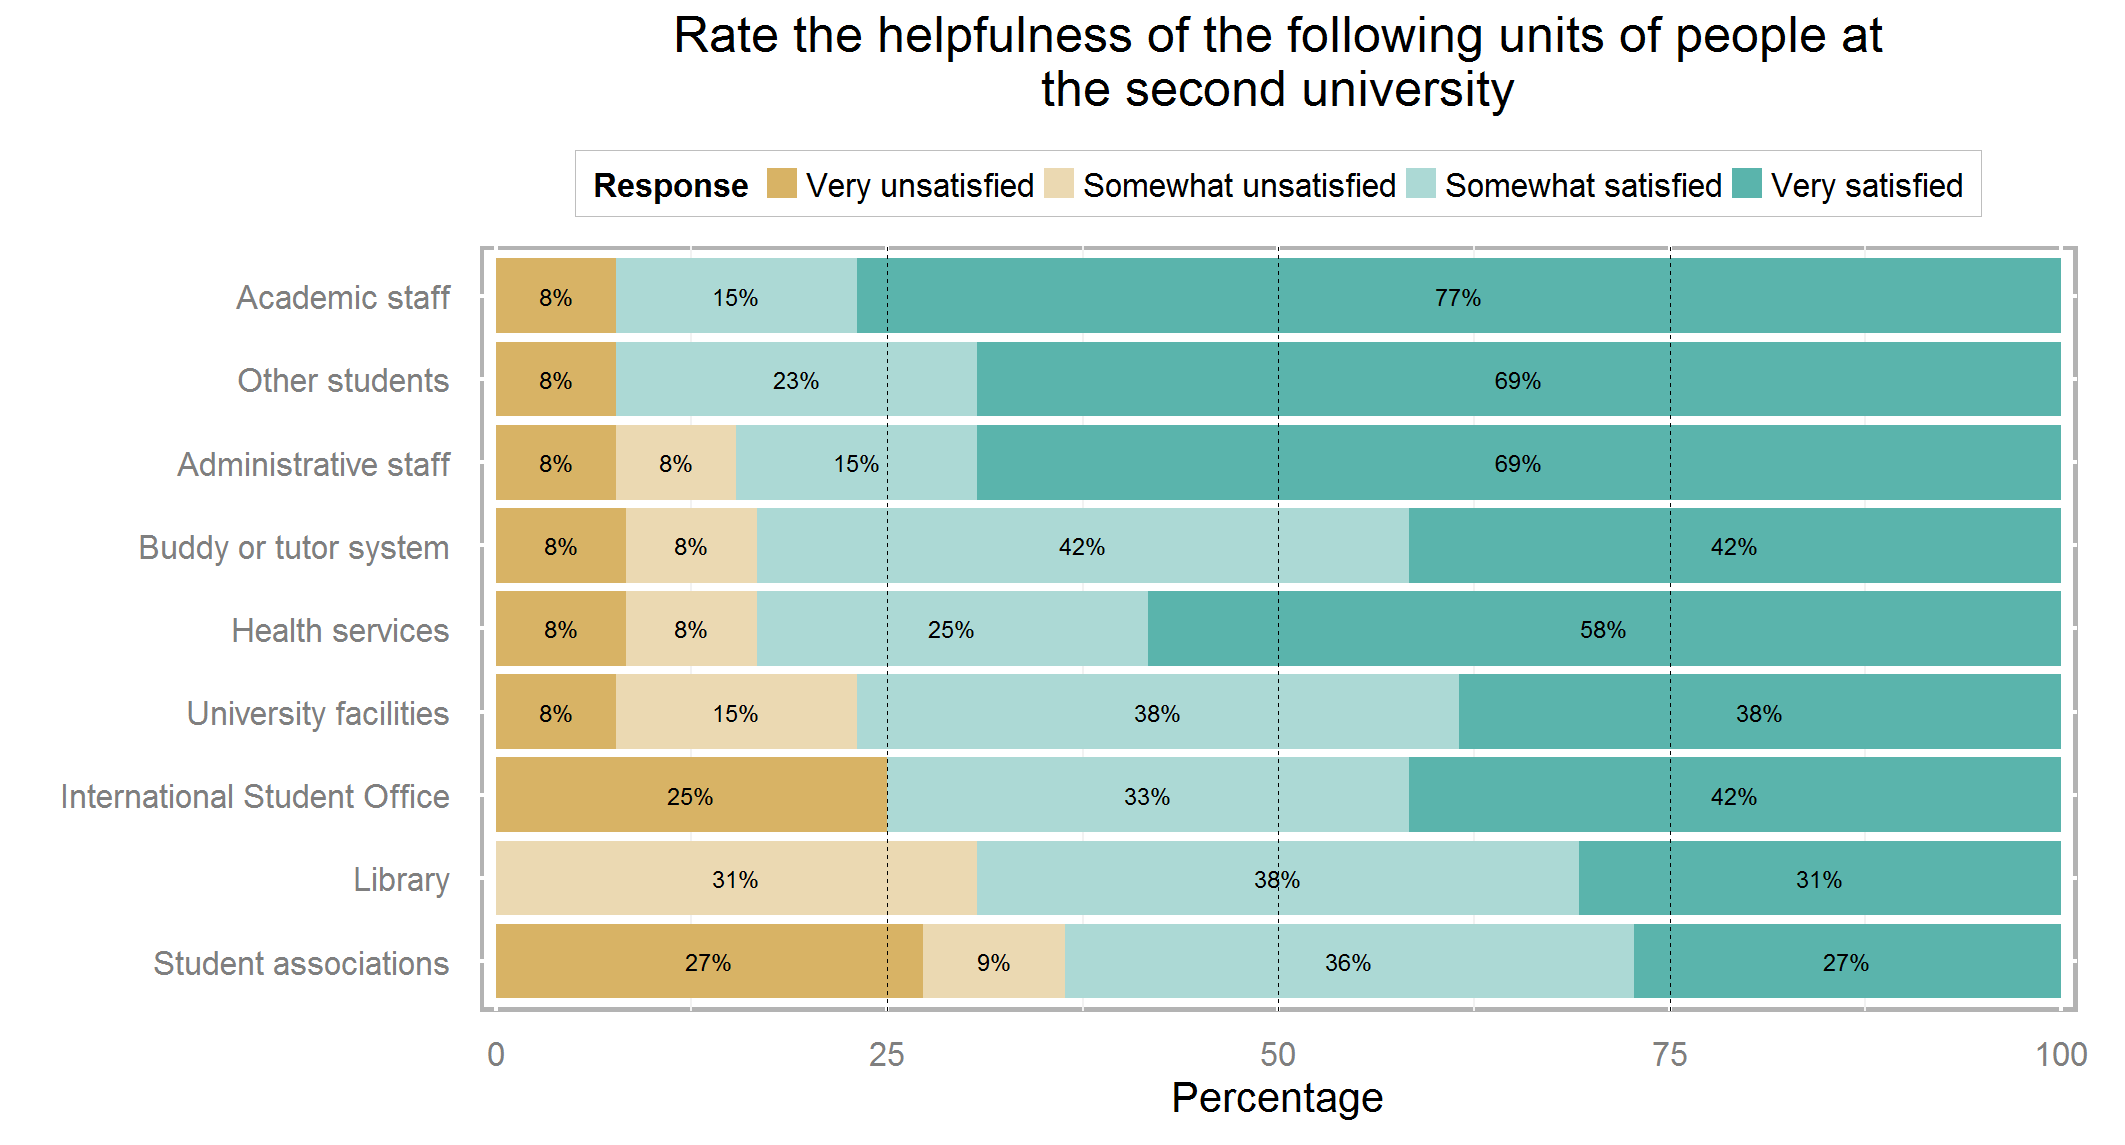 Rate the helpfulness of the following units of people at
the second university
Response Very unsatisfied Somewhat unsatisfied Somewhat satisfied Very satisfied
Academic staff 8% 15% 77%
Other students 8% 23% 69%
Administrative staff 8% 8% 15% 69%
Buddy or tutor system 8% 8% 42% 42%
Health services 8% 8% 25% 58%
University facilities 8% 15% 38% 38%
International Student Office 25% 33% 42%
Library 31% 38% 31%
Student associations 27% 9% 36% 27%
0 25 50 75 100
Percentage